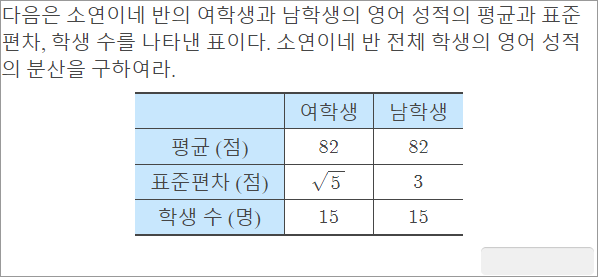 다음은 소연이네 반의 여학생과 남학생의 영어 성적의 평균과 표준
편차, 학생 수를 나타낸 표이다. 소연이네 반 전체 학생의 영어 성적
의 분산을 구하여라.
여학생 남학생
평균 (점) 82 82
표준편차 (점) √5 3
학생 수 (명) 15 15